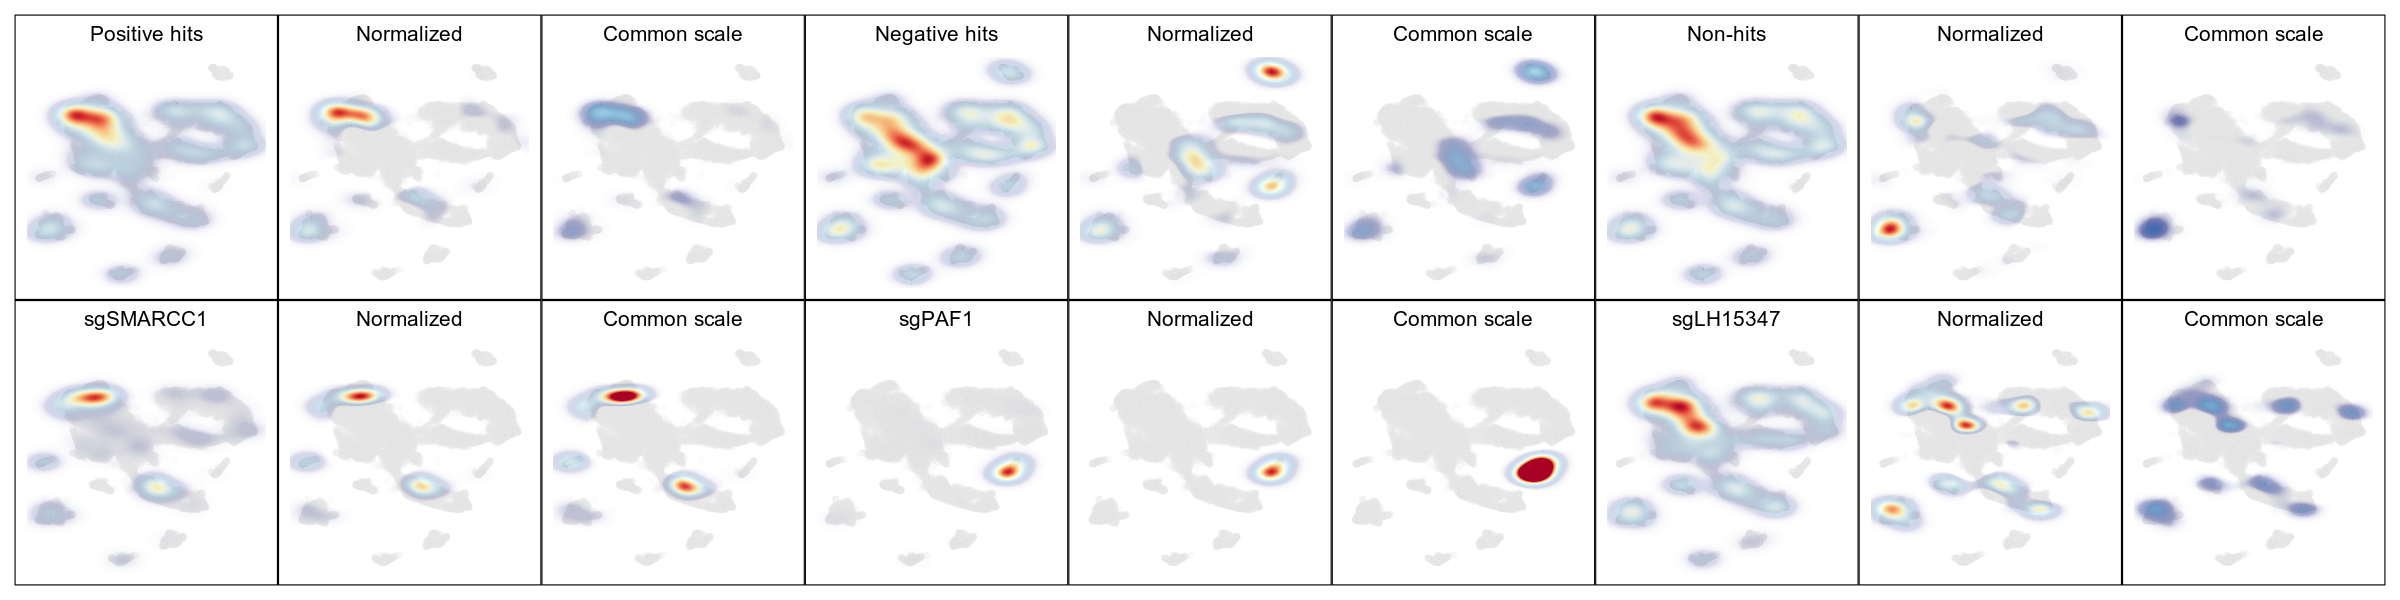 Positive hits
Normalized
Common scale
Negative hits
Normalized
Common scale
Non-hits
Normalized
Common scale
sgSMARCC1
Normalized
Common scale
sgPAF1
Normalized
Common scale
sgLH15347
Normalized
Common scale